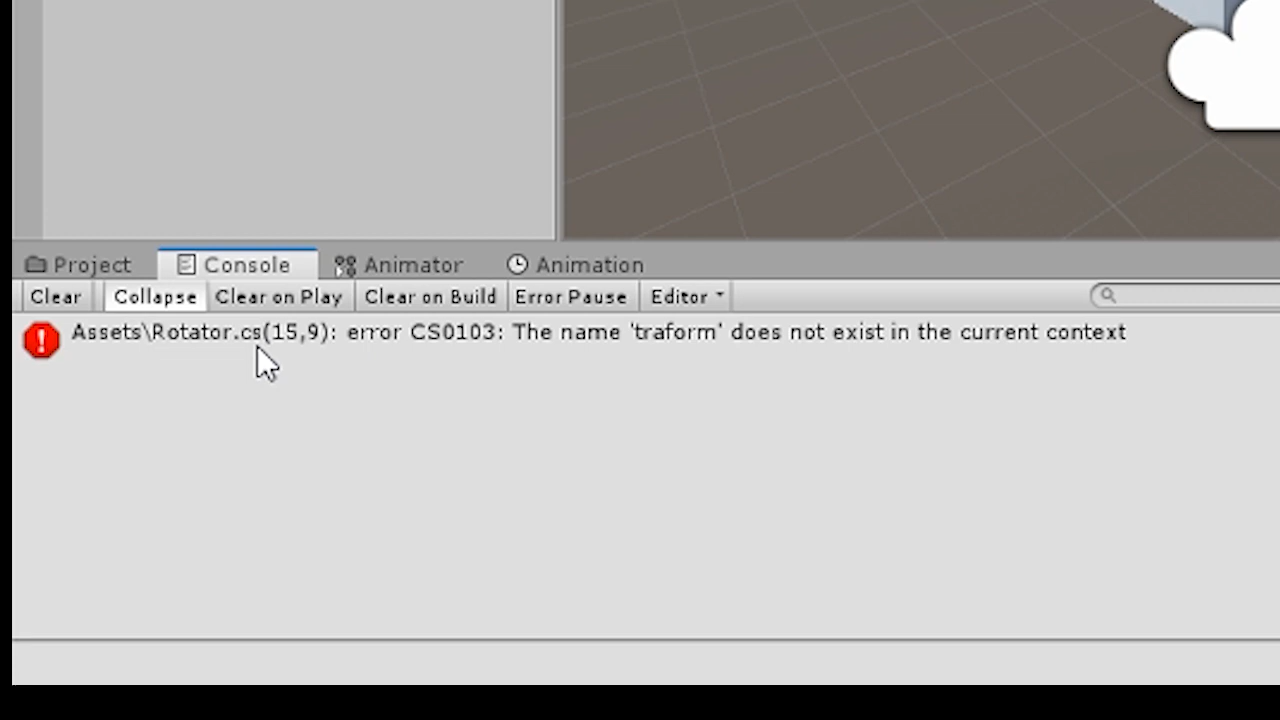 Project Console Animator Animation
Clear Collapse Clear on Play Clear on Build Error Pause Editor
Assets\Rotator.cs(15,9): error CS0103: The name 'traform' does not exist in the current context